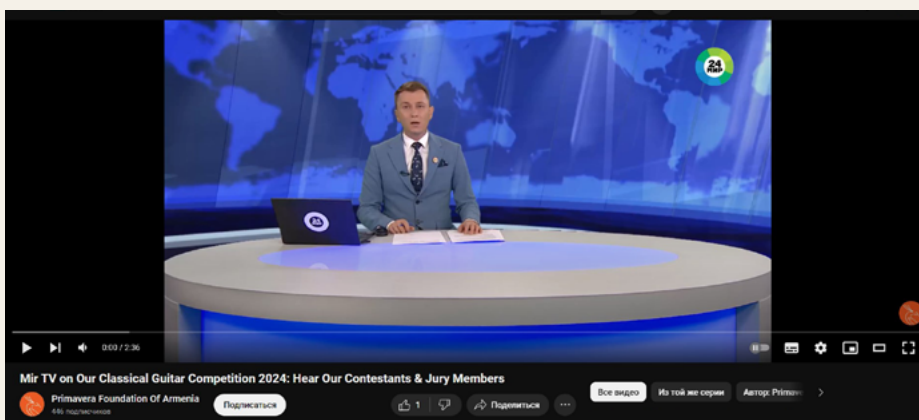 24
МИР
0:00 / 2:36
Mir TV on Our Classical Guitar Competition 2024: Hear Our Contestants & Jury Members
Primavera Foundation Of Armenia
446 подписчиков
Подписаться
1
Поделиться
Все видео
Из той же серии
Автор: Primave